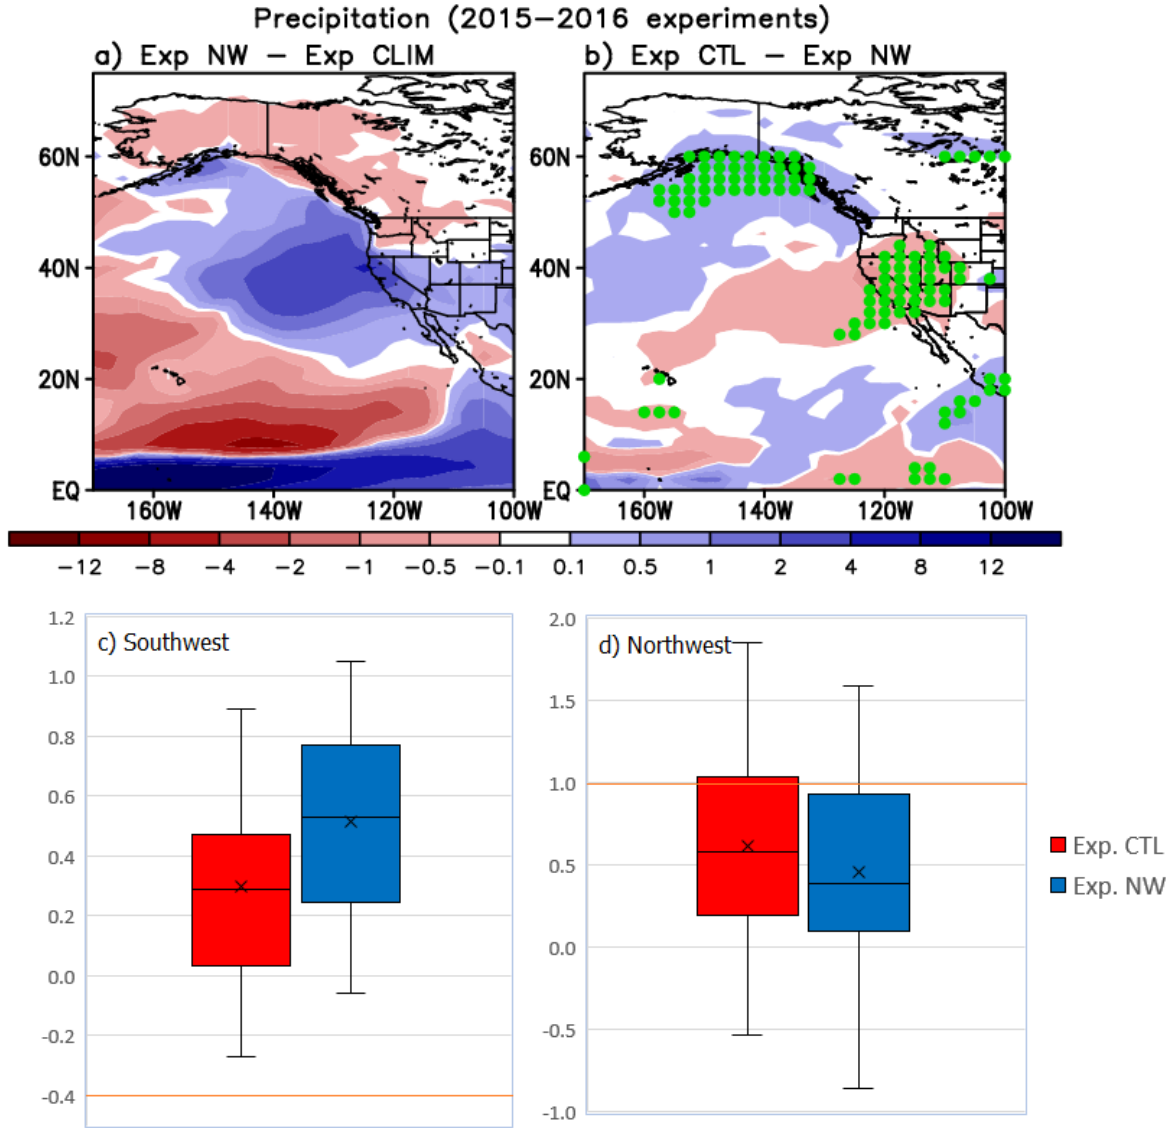 Precipitation (2015−2016 experiments)
a) Exp NW − Exp CLIM
b) Exp CTL − Exp NW
60N
40N
20N
EQ
160W 140W 120W 100W
60N
40N
20N
EQ
160W 140W 120W 100W
−12 −8 −4 −2 −1 −0.5 −0.1 0.1 0.5 1 2 4 8 12
c) Southwest
1.2
1.0
0.8
0.6
0.4
0.2
0.0
-0.2
-0.4
d) Northwest
2.0
1.5
1.0
0.5
0.0
-0.5
-1.0
Exp. CTL
Exp. NW